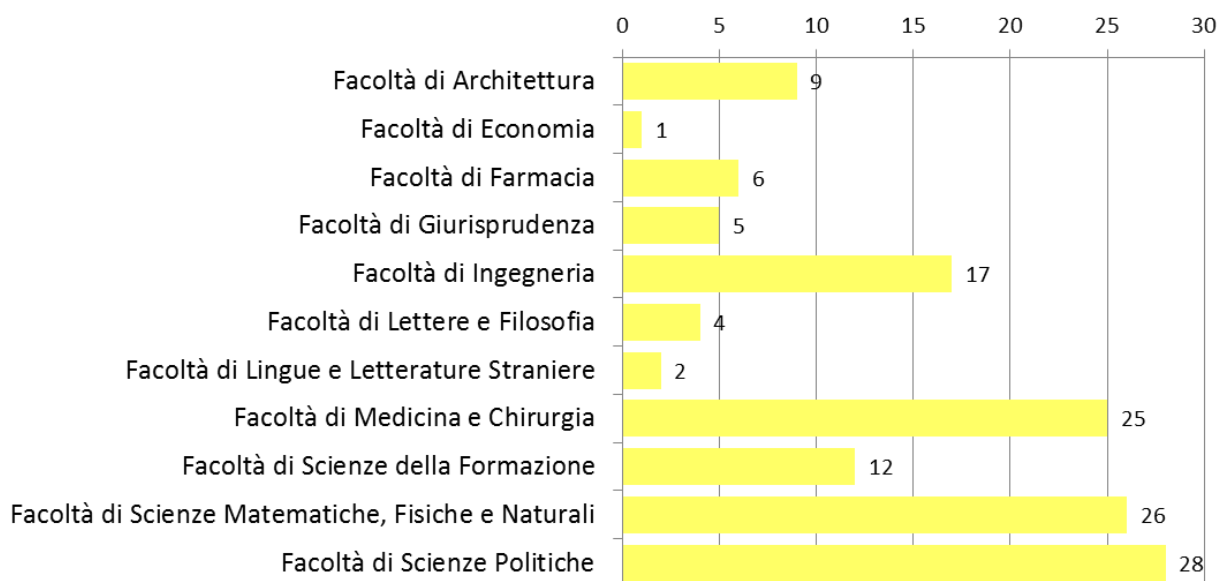 0 5 10 15 20 25 30
Facoltà di Architettura 9
Facoltà di Economia 1
Facoltà di Farmacia 6
Facoltà di Giurisprudenza 5
Facoltà di Ingegneria 17
Facoltà di Lettere e Filosofia 4
Facoltà di Lingue e Letterature Straniere 2
Facoltà di Medicina e Chirurgia 25
Facoltà di Scienze della Formazione 12
Facoltà di Scienze Matematiche, Fisiche e Naturali 26
Facoltà di Scienze Politiche 28